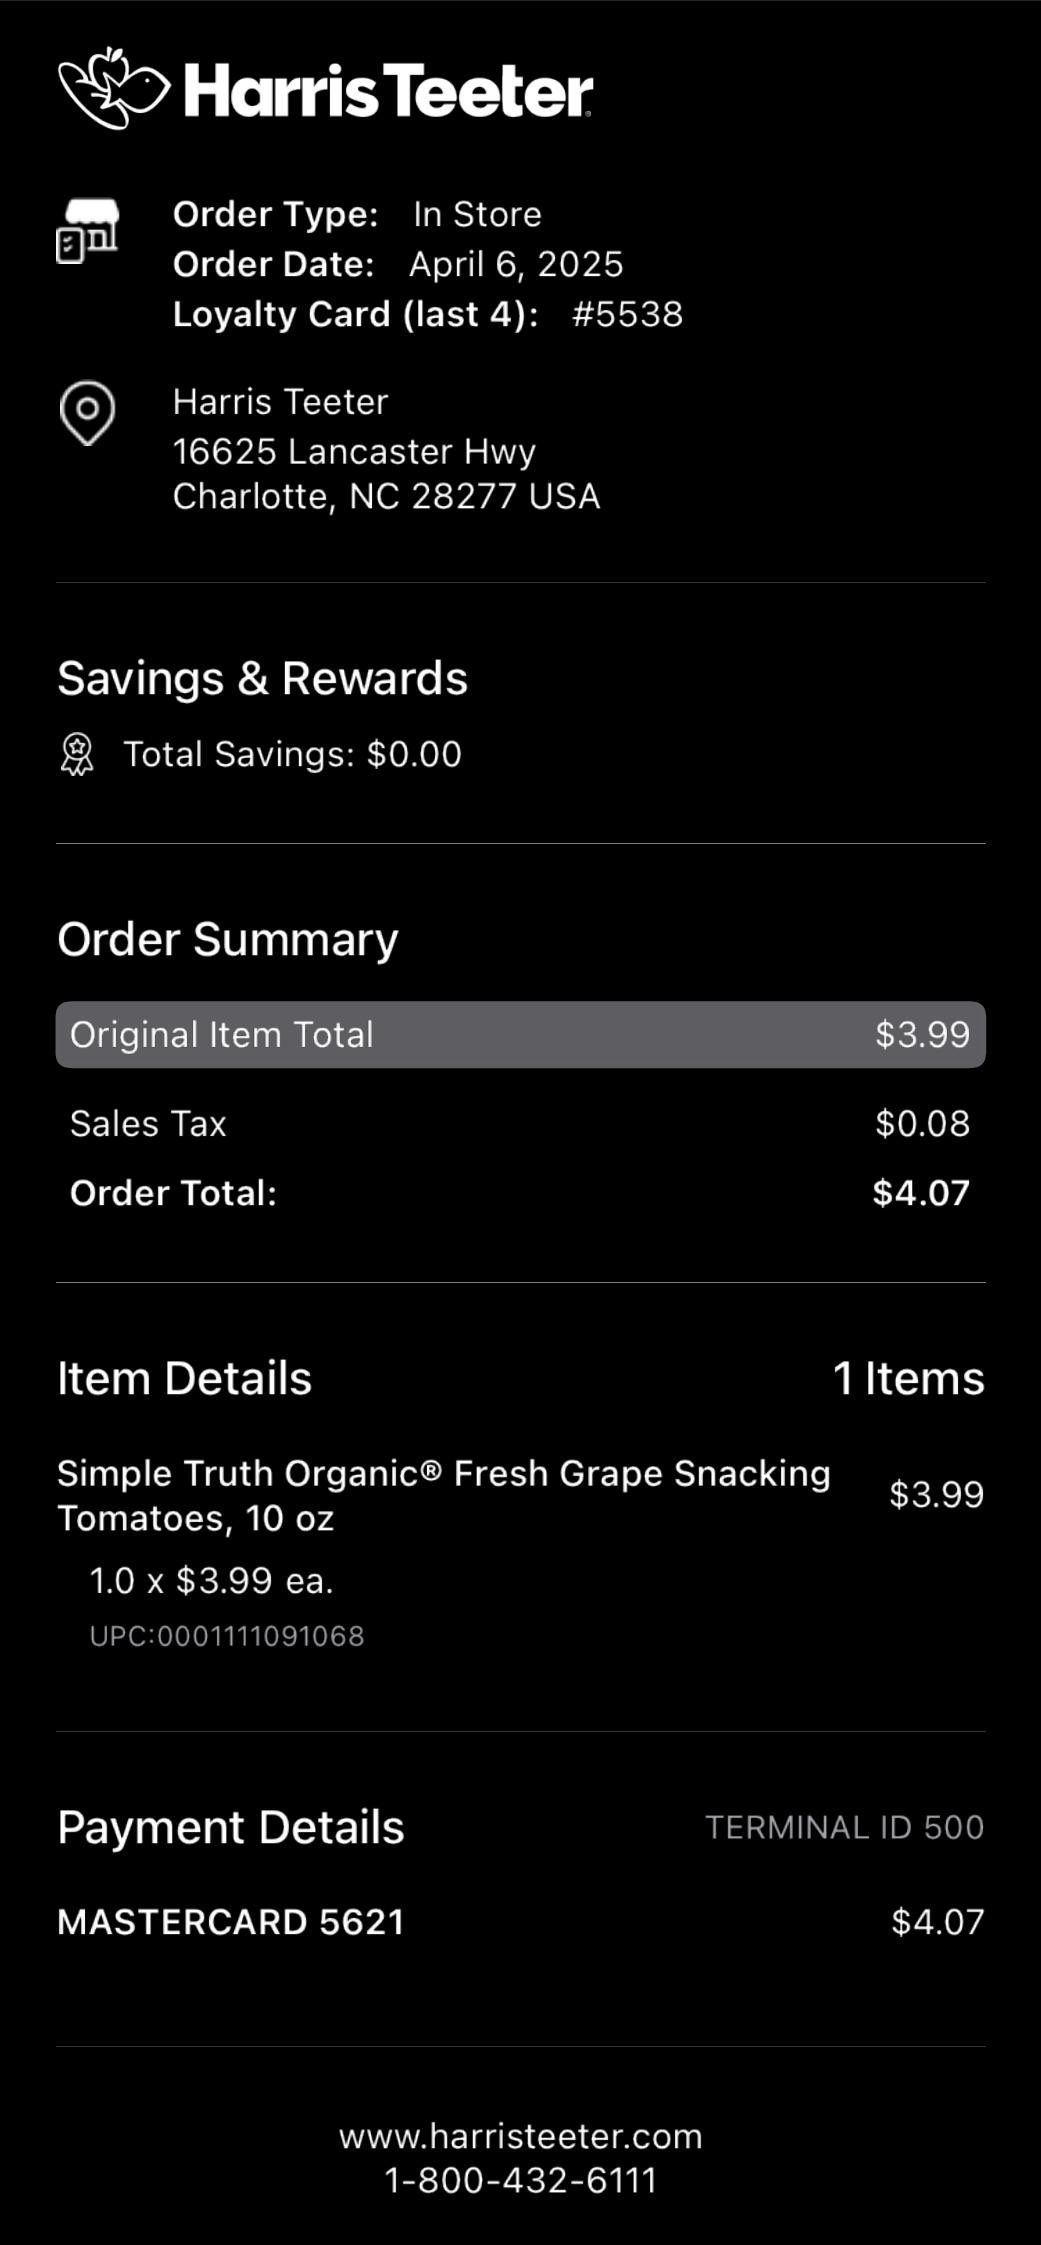 Harris Teeter
Order Type: In Store
Order Date: April 6, 2025
Loyalty Card (last 4): #5538
Harris Teeter
16625 Lancaster Hwy
Charlotte, NC 28277 USA
Savings & Rewards
Total Savings: $0.00
Order Summary
Original Item Total $3.99
Sales Tax $0.08
Order Total: $4.07
Item Details 1 Items
Simple Truth Organic® Fresh Grape Snacking
Tomatoes, 10 oz $3.99
1.0 x $3.99 ea.
UPC:0001111091068
Payment Details TERMINAL ID 500
MASTERCARD 5621 $4.07
www.harristeeter.com
1-800-432-6111